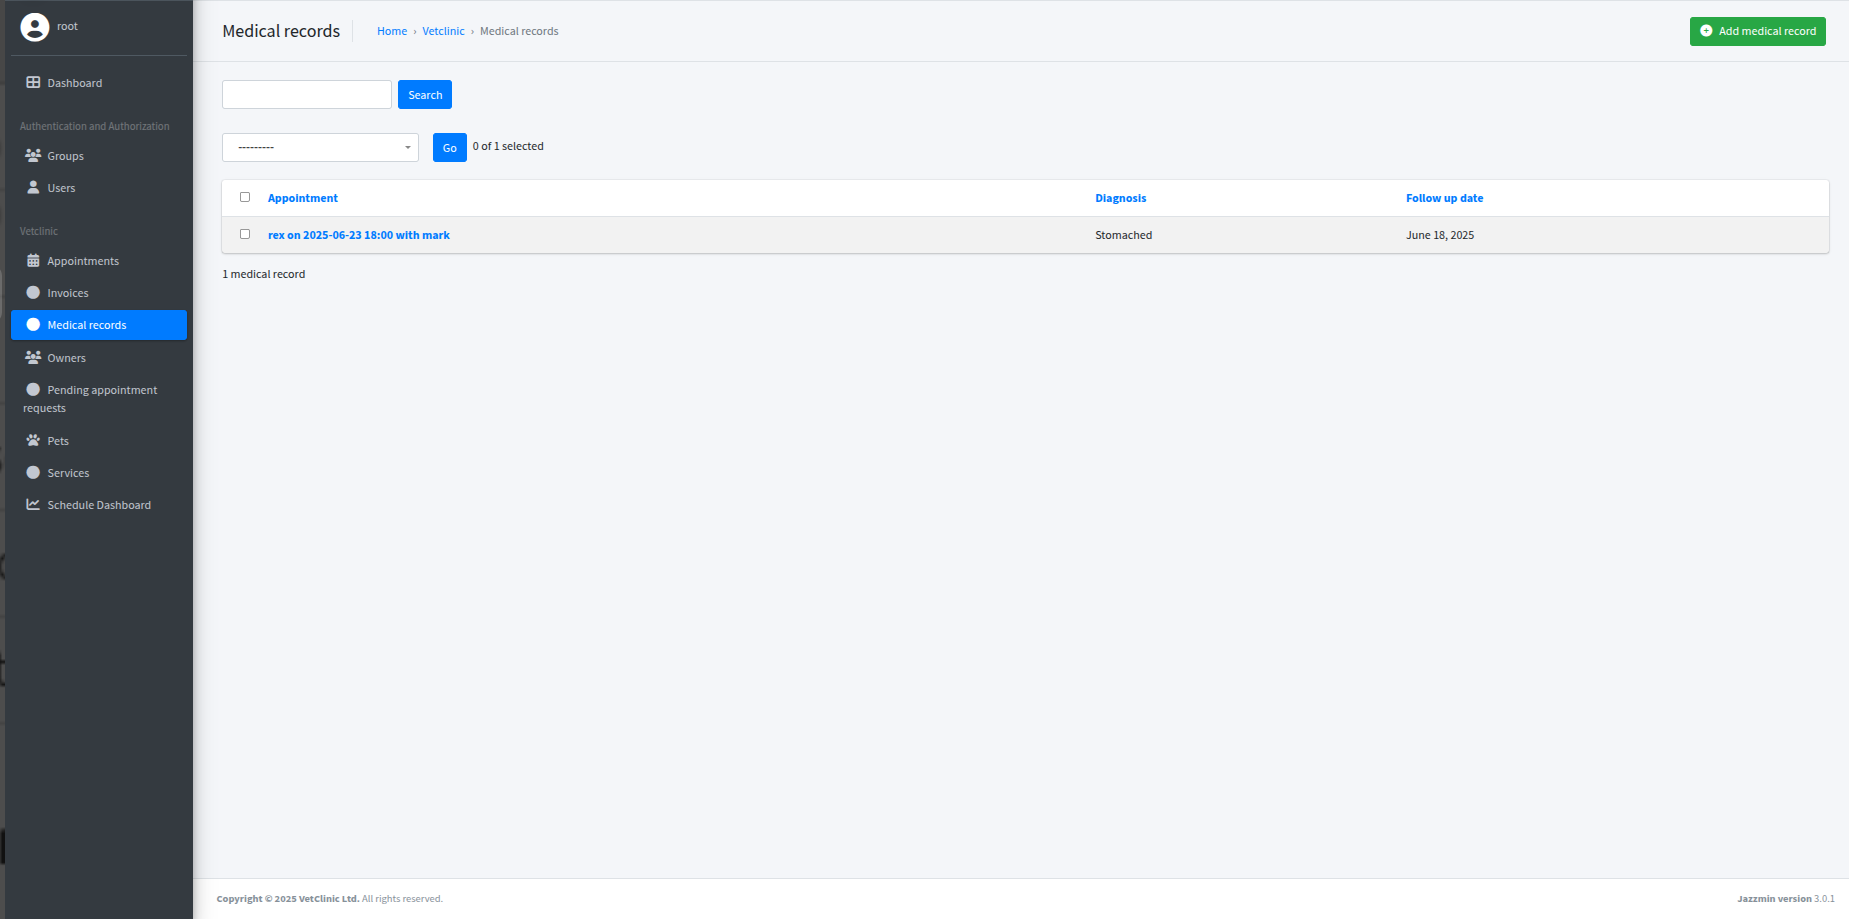 root
Dashboard
Authentication and Authorization
Groups
Users
Vetclinic
Appointments
Invoices
Medical records
Owners
Pending appointment
requests
Pets
Services
Schedule Dashboard
Medical records
Home › Vetclinic › Medical records
Add medical record
Search
---------
Go
0 of 1 selected
Appointment Diagnosis Follow up date
rex on 2025-06-23 18:00 with mark Stomached June 18, 2025
1 medical record
Copyright © 2025 VetClinic Ltd. All rights reserved.
Jazzmin version 3.0.1